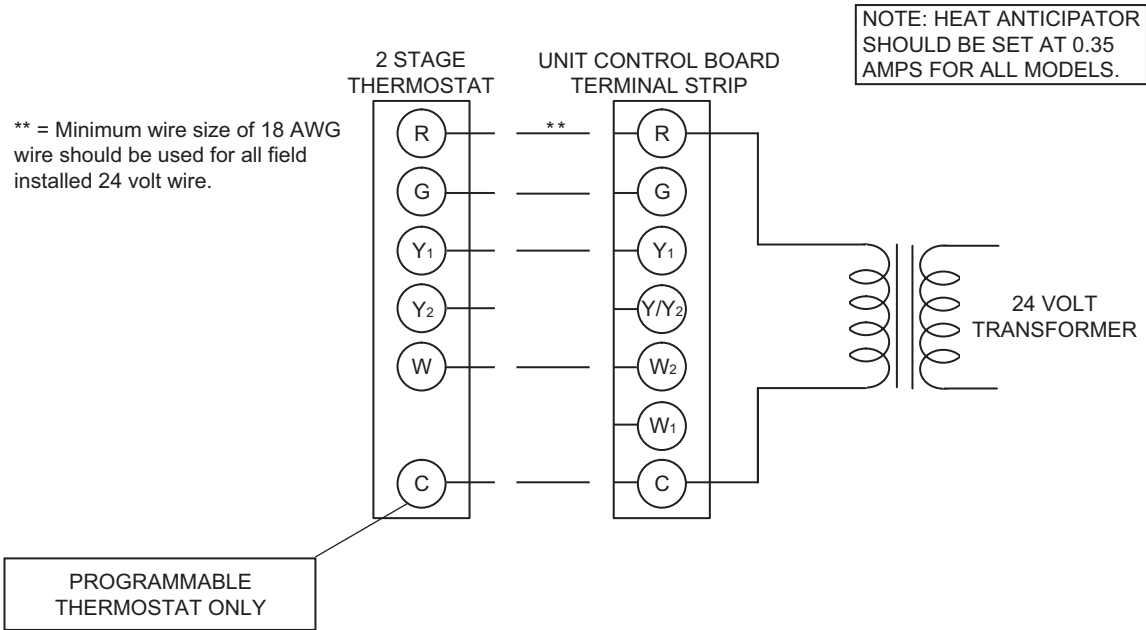 NOTE: HEAT ANTICIPATOR
SHOULD BE SET AT 0.35
AMPS FOR ALL MODELS.
2 STAGE
THERMOSTAT
UNIT CONTROL BOARD
TERMINAL STRIP
** = Minimum wire size of 18 AWG
wire should be used for all field
installed 24 volt wire.
R
**
R
G
G
Y1
Y1
Y2
Y/Y2
W
W2
W1
C
C
24 VOLT
TRANSFORMER
PROGRAMMABLE
THERMOSTAT ONLY